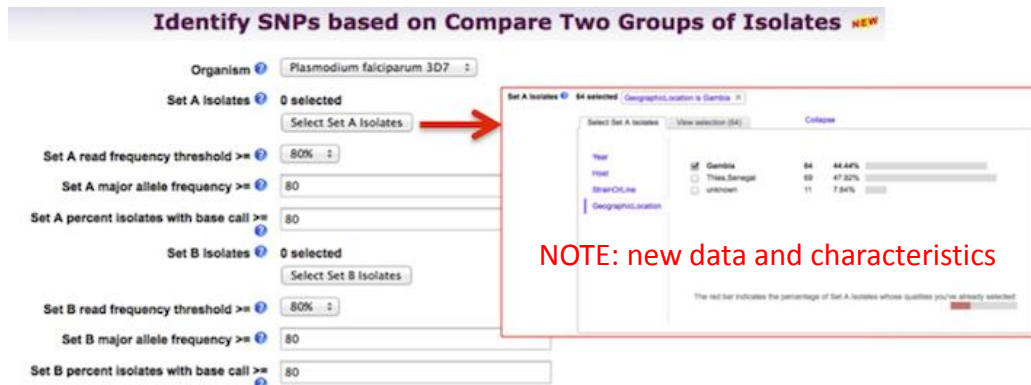 Identify SNPs based on Compare Two Groups of Isolates NEW
Organism Plasmodium falciparum 3D7
Set A Isolates 0 selected
Select Set A Isolates
Set A read frequency threshold >= 80%
Set A major allele frequency >= 80
Set A percent isolates with base call >= 80
Set B Isolates 0 selected
Select Set B Isolates
Set B read frequency threshold >= 80%
Set B major allele frequency >= 80
Set B percent isolates with base call >= 80
Set A Isolates 64 selected GeographicLocation is Gambia X
Select Set A Isolates View selection (64) Collapse
Year
Host
StrainOrLine
GeographicLocation
Gambia 64 44.44%
Thies,Senegal 69 47.92%
unknown 11 7.64%
NOTE: new data and characteristics
The red bar indicates the percentage of Set A Isolates whose qualities you've already selected